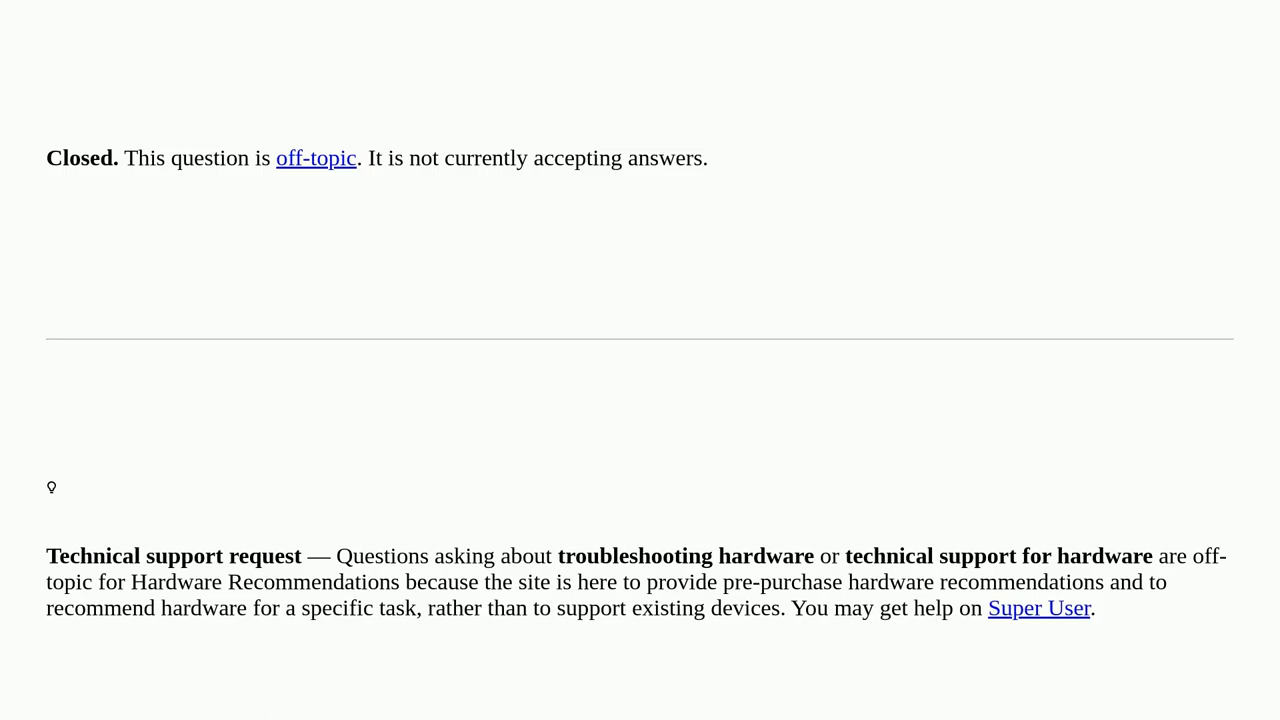 Closed. This question is off-topic. It is not currently accepting answers.
Technical support request — Questions asking about troubleshooting hardware or technical support for hardware are off-
topic for Hardware Recommendations because the site is here to provide pre-purchase hardware recommendations and to
recommend hardware for a specific task, rather than to support existing devices. You may get help on Super User.